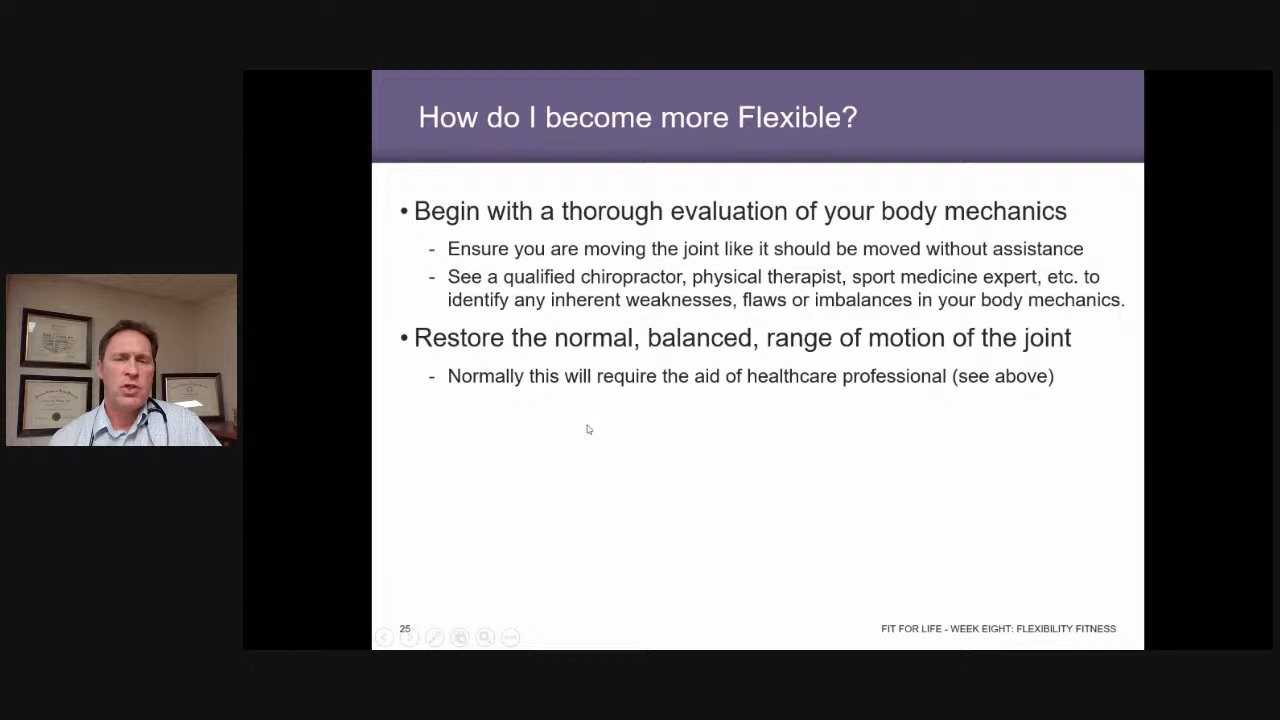 How do I become more Flexible?
• Begin with a thorough evaluation of your body mechanics
- Ensure you are moving the joint like it should be moved without assistance
- See a qualified chiropractor, physical therapist, sport medicine expert, etc. to
identify any inherent weaknesses, flaws or imbalances in your body mechanics.
• Restore the normal, balanced, range of motion of the joint
- Normally this will require the aid of healthcare professional (see above)
25
FIT FOR LIFE - WEEK EIGHT: FLEXIBILITY FITNESS